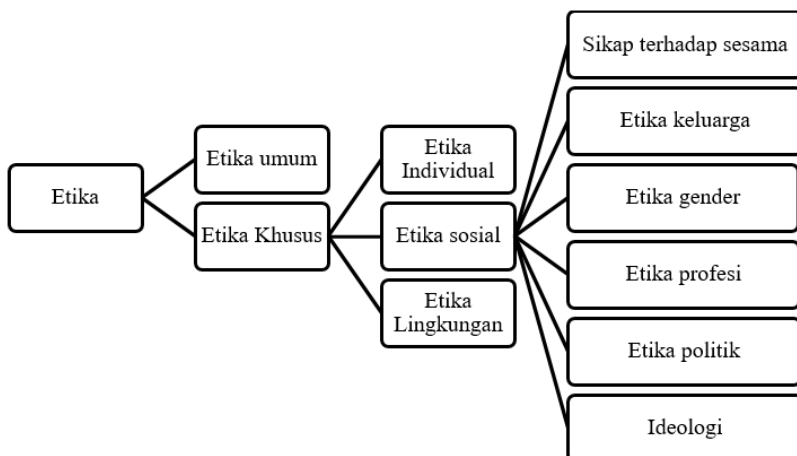 Etika
Etika umum
Etika Khusus
Etika
Individual
Etika sosial
Etika
Lingkungan
Sikap terhadap sesama
Etika keluarga
Etika gender
Etika profesi
Etika politik
Ideologi